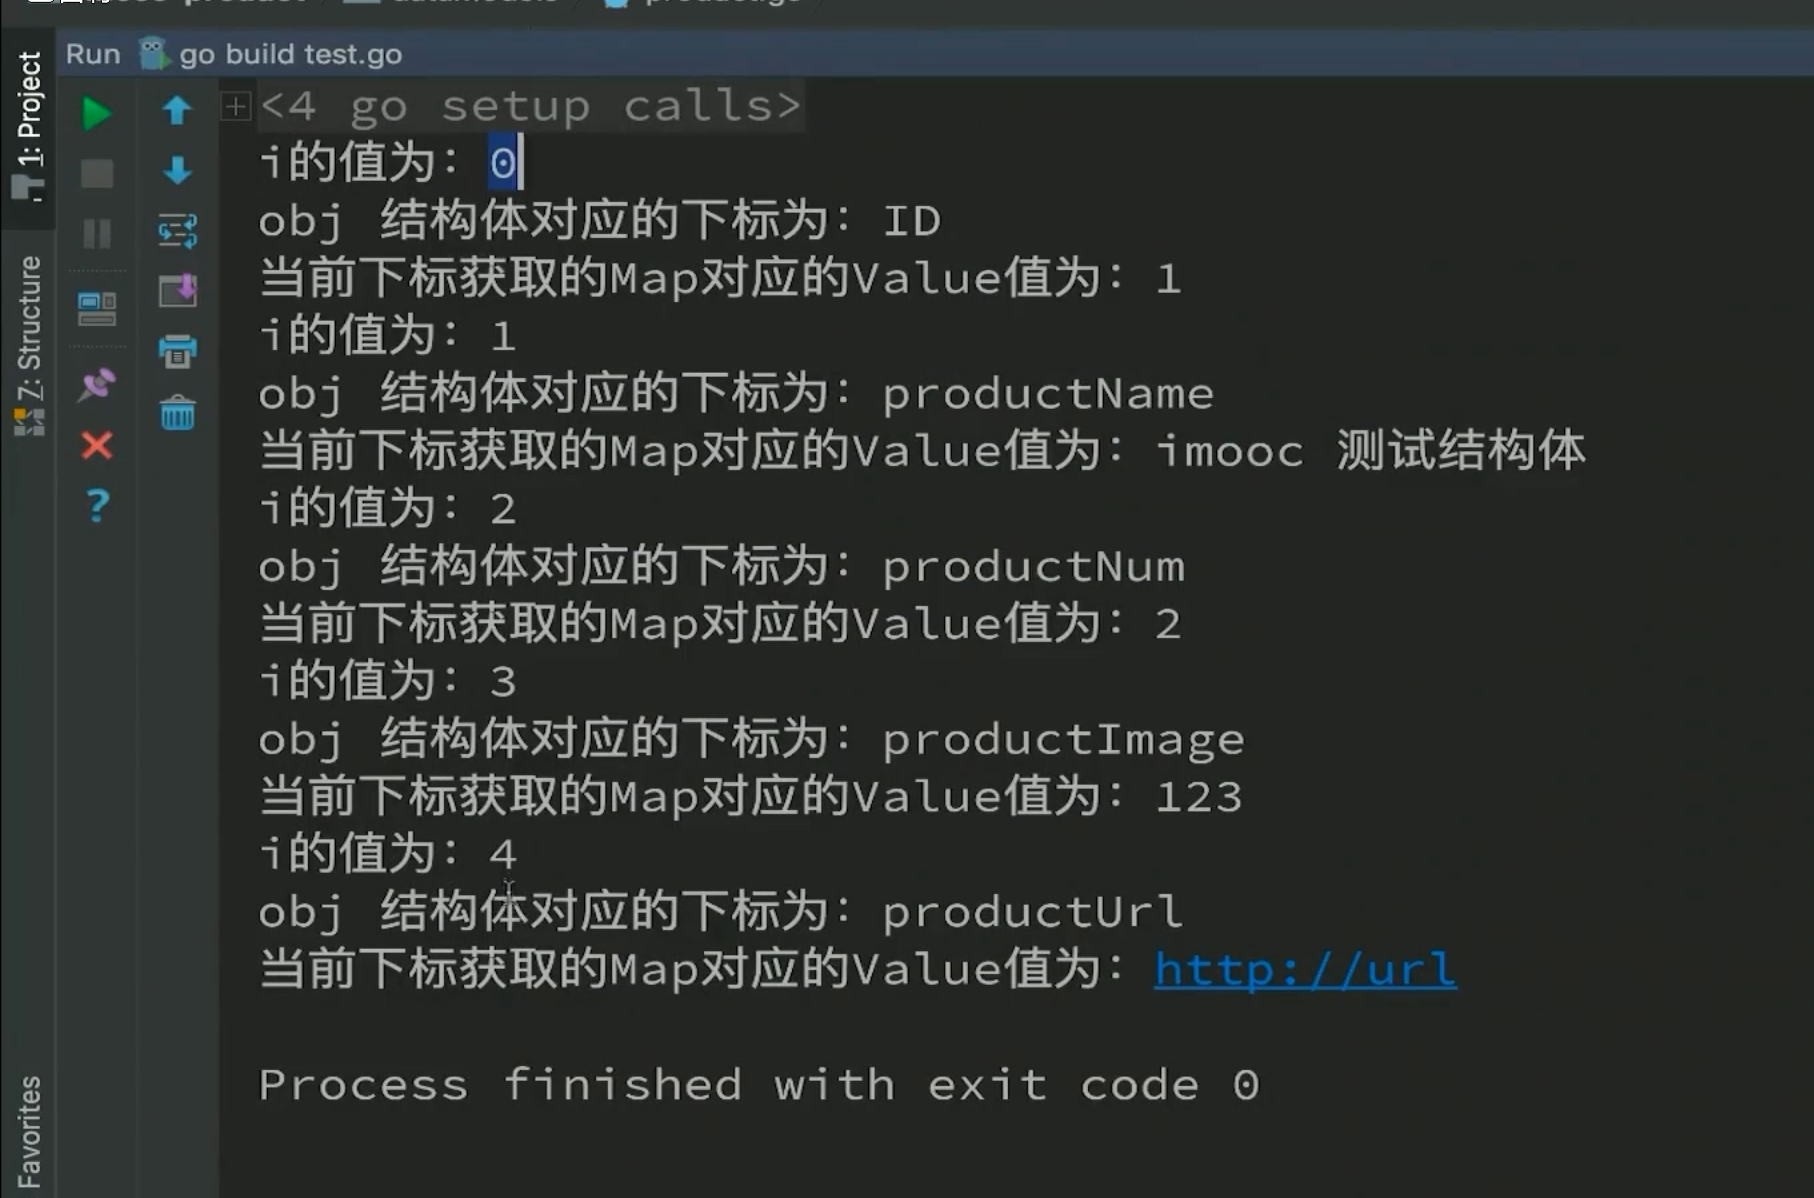 Run go build test.go
1: Project
Z: Structure
Favorites
<4 go setup calls>
i的值为: 0
obj 结构体对应的下标为: ID
当前下标获取的Map对应的Value值为: 1
i的值为: 1
obj 结构体对应的下标为: productName
当前下标获取的Map对应的Value值为: imooc 测试结构体
i的值为: 2
obj 结构体对应的下标为: productNum
当前下标获取的Map对应的Value值为: 2
i的值为: 3
obj 结构体对应的下标为: productImage
当前下标获取的Map对应的Value值为: 123
i的值为: 4
obj 结构体对应的下标为: productUrl
当前下标获取的Map对应的Value值为: http://url
Process finished with exit code 0